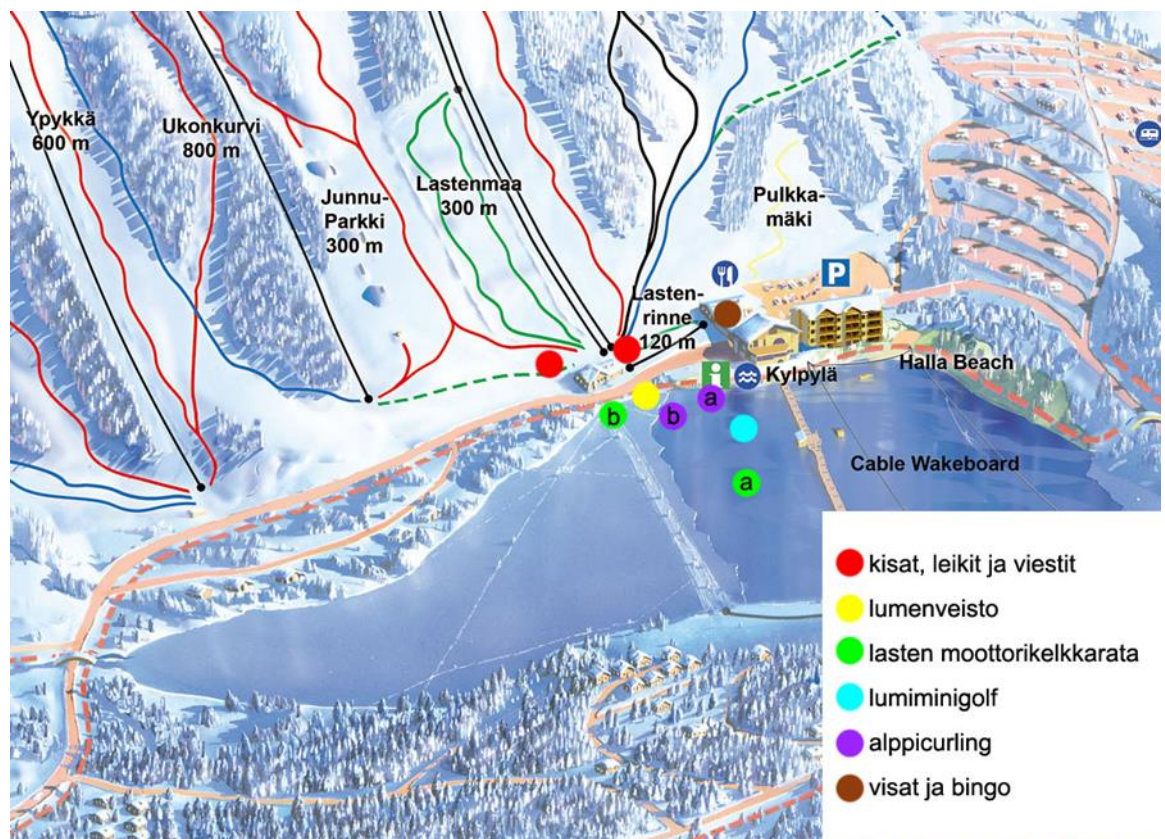 Ypykkä
600 m
Ukonkurvi
800 m
Junnu-
Parkki
300 m
Lastenmaa
300 m
Pulkka-
mäki
Lasten-
rinne
120 m
P
i
Kylpylä
Halla Beach
Cable Wakeboard
a
b
b
a
kisat, leikit ja viestit
lumenveisto
lasten moottorikelkkarata
lumiminigolf
alppicurling
visat ja bingo